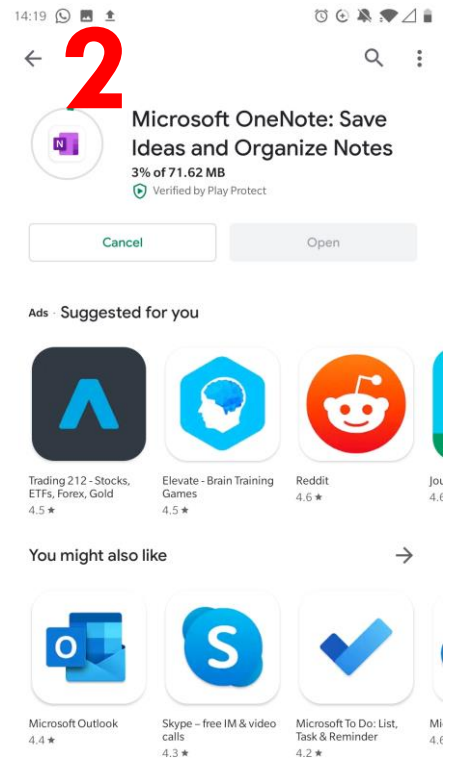 14:19
2
Microsoft OneNote: Save
Ideas and Organize Notes
3% of 71.62 MB
Verified by Play Protect
N
Cancel
Open
Ads · Suggested for you
Trading 212 - Stocks,
ETFs, Forex, Gold
4.5 ★
Elevate - Brain Training
Games
4.5 ★
Reddit
4.6 ★
Jou
4.6
You might also like
O
S
Microsoft Outlook
4.4 ★
Skype – free IM & video
calls
4.3 ★
Microsoft To Do: List,
Task & Reminder
4.2 ★
Mi
4.6